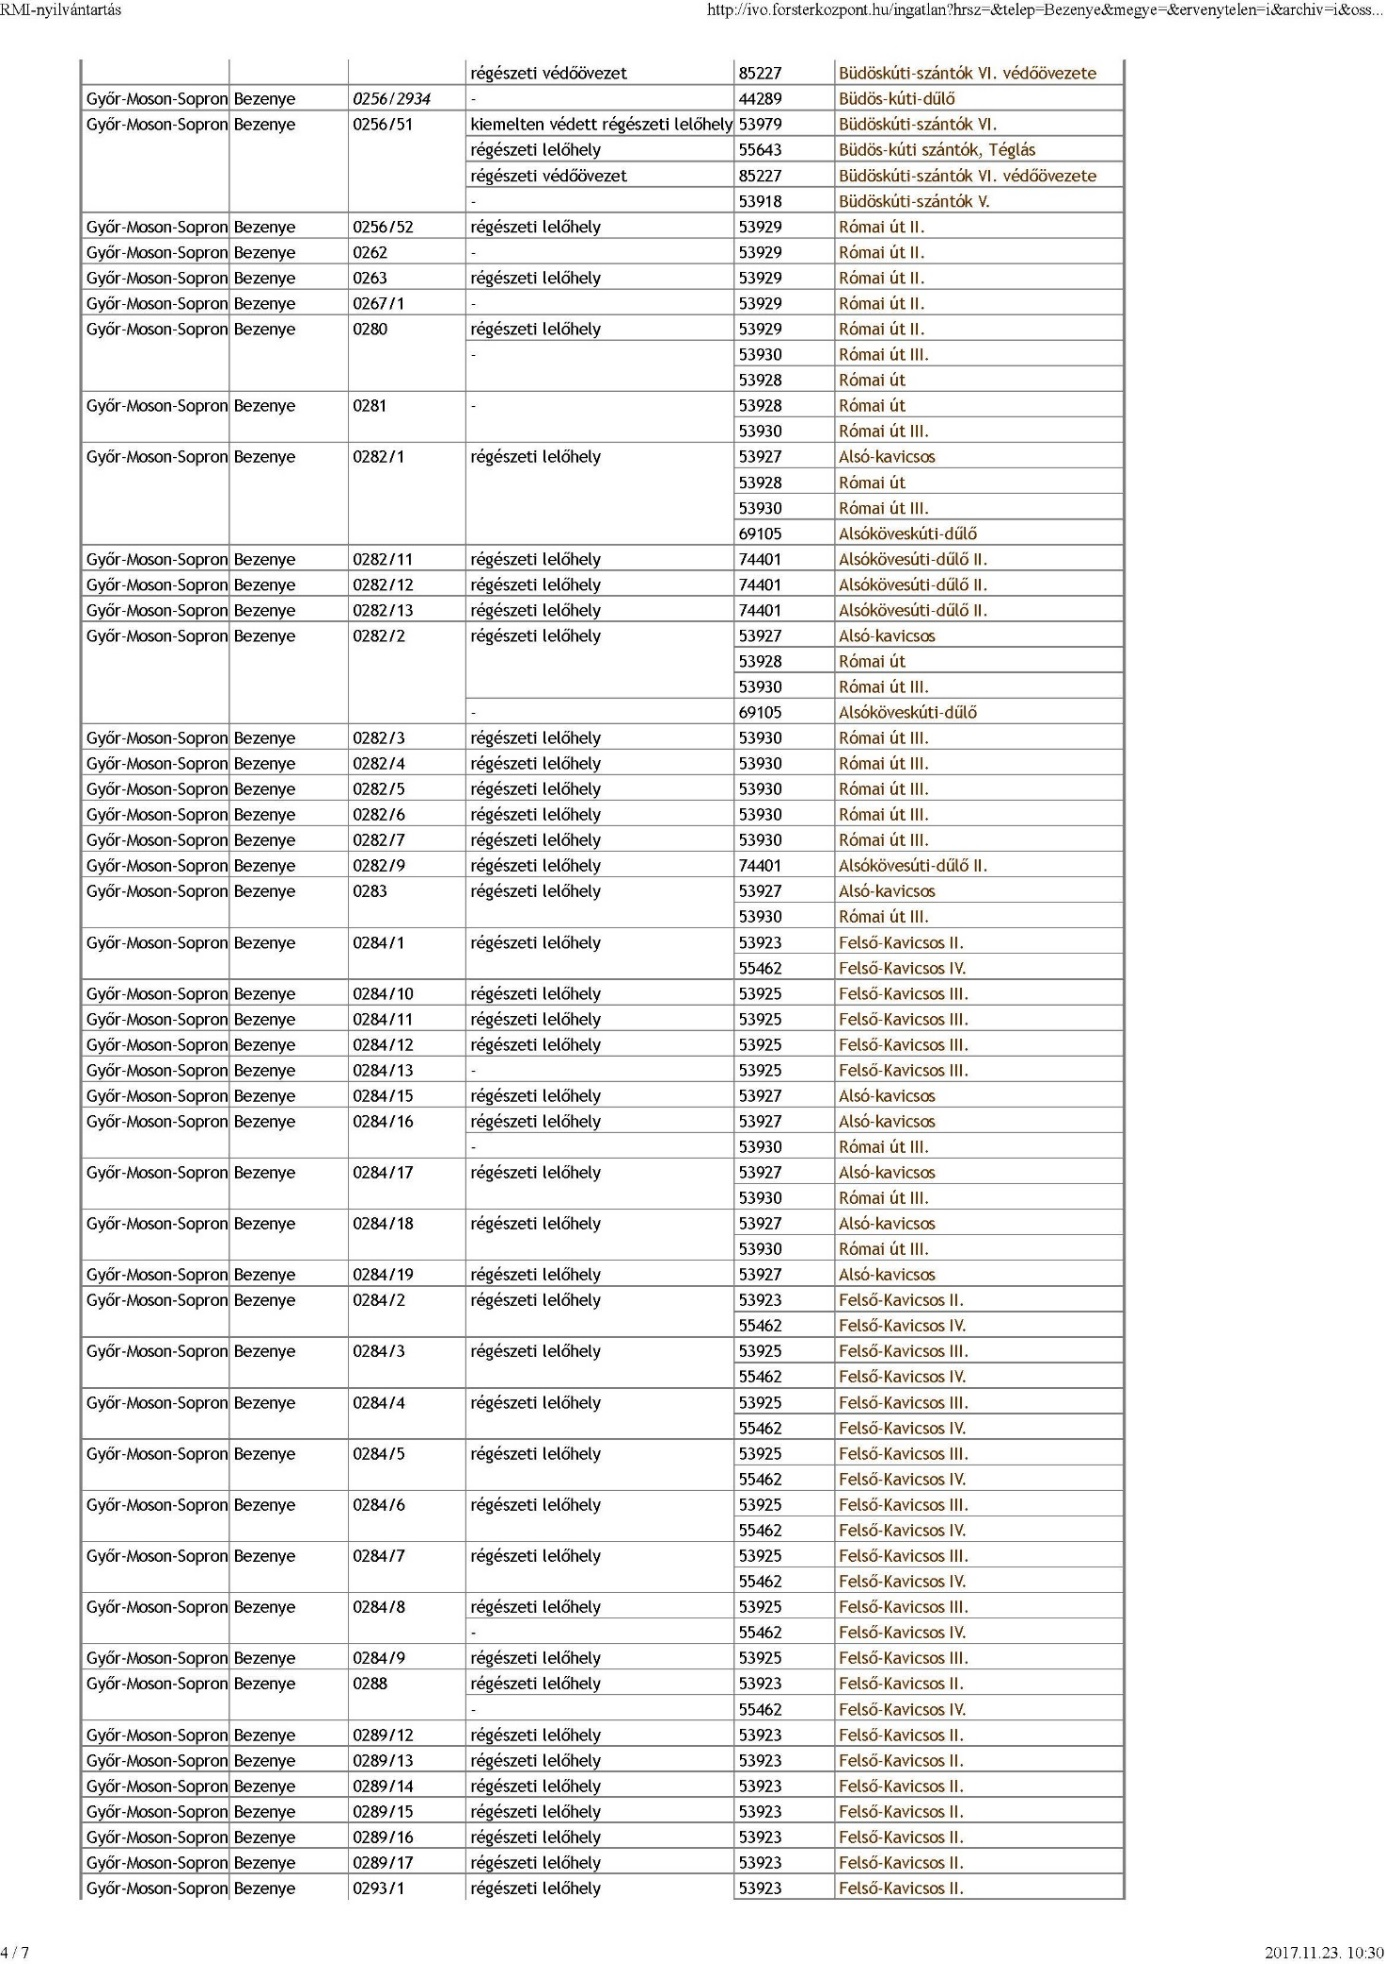 RMI-nyilvántartás http://ivo.forsterkozpont.hu/ingatlan?hrsz=&telep=Bezenye&megye=&ervenytelen=i&archiv=i&oss...
régészeti védőövezet 85227 Büdöskúti-szántók VI. védőövezete
Győr-Moson-Sopron Bezenye 0256/2934 - 44289 Büdös-kúti-dűlő
Győr-Moson-Sopron Bezenye 0256/51 kiemelten védett régészeti lelőhely 53979 Büdöskúti-szántók VI.
régészeti lelőhely 55643 Büdös-kúti szántók, Téglás
régészeti védőövezet 85227 Büdöskúti-szántók VI. védőövezete
- 53918 Büdöskúti-szántók V.
Győr-Moson-Sopron Bezenye 0256/52 régészeti lelőhely 53929 Római út II.
Győr-Moson-Sopron Bezenye 0262 - 53929 Római út II.
Győr-Moson-Sopron Bezenye 0263 régészeti lelőhely 53929 Római út II.
Győr-Moson-Sopron Bezenye 0267/1 - 53929 Római út II.
Győr-Moson-Sopron Bezenye 0280 régészeti lelőhely 53929 Római út II.
- 53930 Római út III.
53928 Római út
Győr-Moson-Sopron Bezenye 0281 - 53928 Római út
53930 Római út III.
Győr-Moson-Sopron Bezenye 0282/1 régészeti lelőhely 53927 Alsó-kavicsos
53928 Római út
53930 Római út III.
69105 Alsóköveskúti-dűlő
Győr-Moson-Sopron Bezenye 0282/11 régészeti lelőhely 74401 Alsókövesúti-dűlő II.
Győr-Moson-Sopron Bezenye 0282/12 régészeti lelőhely 74401 Alsókövesúti-dűlő II.
Győr-Moson-Sopron Bezenye 0282/13 régészeti lelőhely 74401 Alsókövesúti-dűlő II.
Győr-Moson-Sopron Bezenye 0282/2 régészeti lelőhely 53927 Alsó-kavicsos
53928 Római út
53930 Római út III.
- 69105 Alsóköveskúti-dűlő
Győr-Moson-Sopron Bezenye 0282/3 régészeti lelőhely 53930 Római út III.
Győr-Moson-Sopron Bezenye 0282/4 régészeti lelőhely 53930 Római út III.
Győr-Moson-Sopron Bezenye 0282/5 régészeti lelőhely 53930 Római út III.
Győr-Moson-Sopron Bezenye 0282/6 régészeti lelőhely 53930 Római út III.
Győr-Moson-Sopron Bezenye 0282/7 régészeti lelőhely 53930 Római út III.
Győr-Moson-Sopron Bezenye 0282/9 régészeti lelőhely 74401 Alsókövesúti-dűlő II.
Győr-Moson-Sopron Bezenye 0283 régészeti lelőhely 53927 Alsó-kavicsos
53930 Római út III.
Győr-Moson-Sopron Bezenye 0284/1 régészeti lelőhely 53923 Felső-Kavicsos II.
55462 Felső-Kavicsos IV.
Győr-Moson-Sopron Bezenye 0284/10 régészeti lelőhely 53925 Felső-Kavicsos III.
Győr-Moson-Sopron Bezenye 0284/11 régészeti lelőhely 53925 Felső-Kavicsos III.
Győr-Moson-Sopron Bezenye 0284/12 régészeti lelőhely 53925 Felső-Kavicsos III.
Győr-Moson-Sopron Bezenye 0284/13 - 53925 Felső-Kavicsos III.
Győr-Moson-Sopron Bezenye 0284/15 régészeti lelőhely 53927 Alsó-kavicsos
Győr-Moson-Sopron Bezenye 0284/16 régészeti lelőhely 53927 Alsó-kavicsos
- 53930 Római út III.
Győr-Moson-Sopron Bezenye 0284/17 régészeti lelőhely 53927 Alsó-kavicsos
53930 Római út III.
Győr-Moson-Sopron Bezenye 0284/18 régészeti lelőhely 53927 Alsó-kavicsos
53930 Római út III.
Győr-Moson-Sopron Bezenye 0284/19 régészeti lelőhely 53927 Alsó-kavicsos
Győr-Moson-Sopron Bezenye 0284/2 régészeti lelőhely 53923 Felső-Kavicsos II.
55462 Felső-Kavicsos IV.
Győr-Moson-Sopron Bezenye 0284/3 régészeti lelőhely 53925 Felső-Kavicsos III.
55462 Felső-Kavicsos IV.
Győr-Moson-Sopron Bezenye 0284/4 régészeti lelőhely 53925 Felső-Kavicsos III.
55462 Felső-Kavicsos IV.
Győr-Moson-Sopron Bezenye 0284/5 régészeti lelőhely 53925 Felső-Kavicsos III.
55462 Felső-Kavicsos IV.
Győr-Moson-Sopron Bezenye 0284/6 régészeti lelőhely 53925 Felső-Kavicsos III.
55462 Felső-Kavicsos IV.
Győr-Moson-Sopron Bezenye 0284/7 régészeti lelőhely 53925 Felső-Kavicsos III.
55462 Felső-Kavicsos IV.
Győr-Moson-Sopron Bezenye 0284/8 régészeti lelőhely 53925 Felső-Kavicsos III.
- 55462 Felső-Kavicsos IV.
Győr-Moson-Sopron Bezenye 0284/9 régészeti lelőhely 53925 Felső-Kavicsos III.
Győr-Moson-Sopron Bezenye 0288 régészeti lelőhely 53923 Felső-Kavicsos II.
- 55462 Felső-Kavicsos IV.
Győr-Moson-Sopron Bezenye 0289/12 régészeti lelőhely 53923 Felső-Kavicsos II.
Győr-Moson-Sopron Bezenye 0289/13 régészeti lelőhely 53923 Felső-Kavicsos II.
Győr-Moson-Sopron Bezenye 0289/14 régészeti lelőhely 53923 Felső-Kavicsos II.
Győr-Moson-Sopron Bezenye 0289/15 régészeti lelőhely 53923 Felső-Kavicsos II.
Győr-Moson-Sopron Bezenye 0289/16 régészeti lelőhely 53923 Felső-Kavicsos II.
Győr-Moson-Sopron Bezenye 0289/17 régészeti lelőhely 53923 Felső-Kavicsos II.
Győr-Moson-Sopron Bezenye 0293/1 régészeti lelőhely 53923 Felső-Kavicsos II.
4 / 7 2017.11.23. 10:30